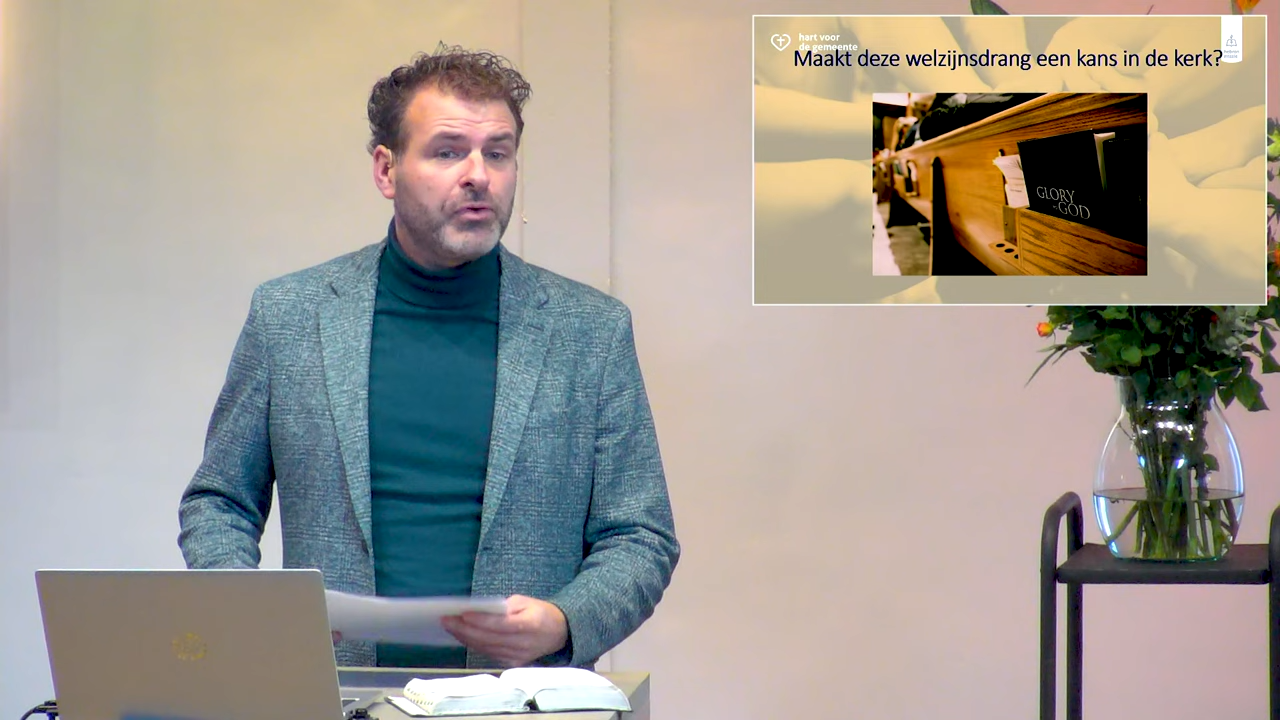 hart voor
de gemeente
Maakt deze welzijnsdrang een kans in de kerk?
GLORY
GOD